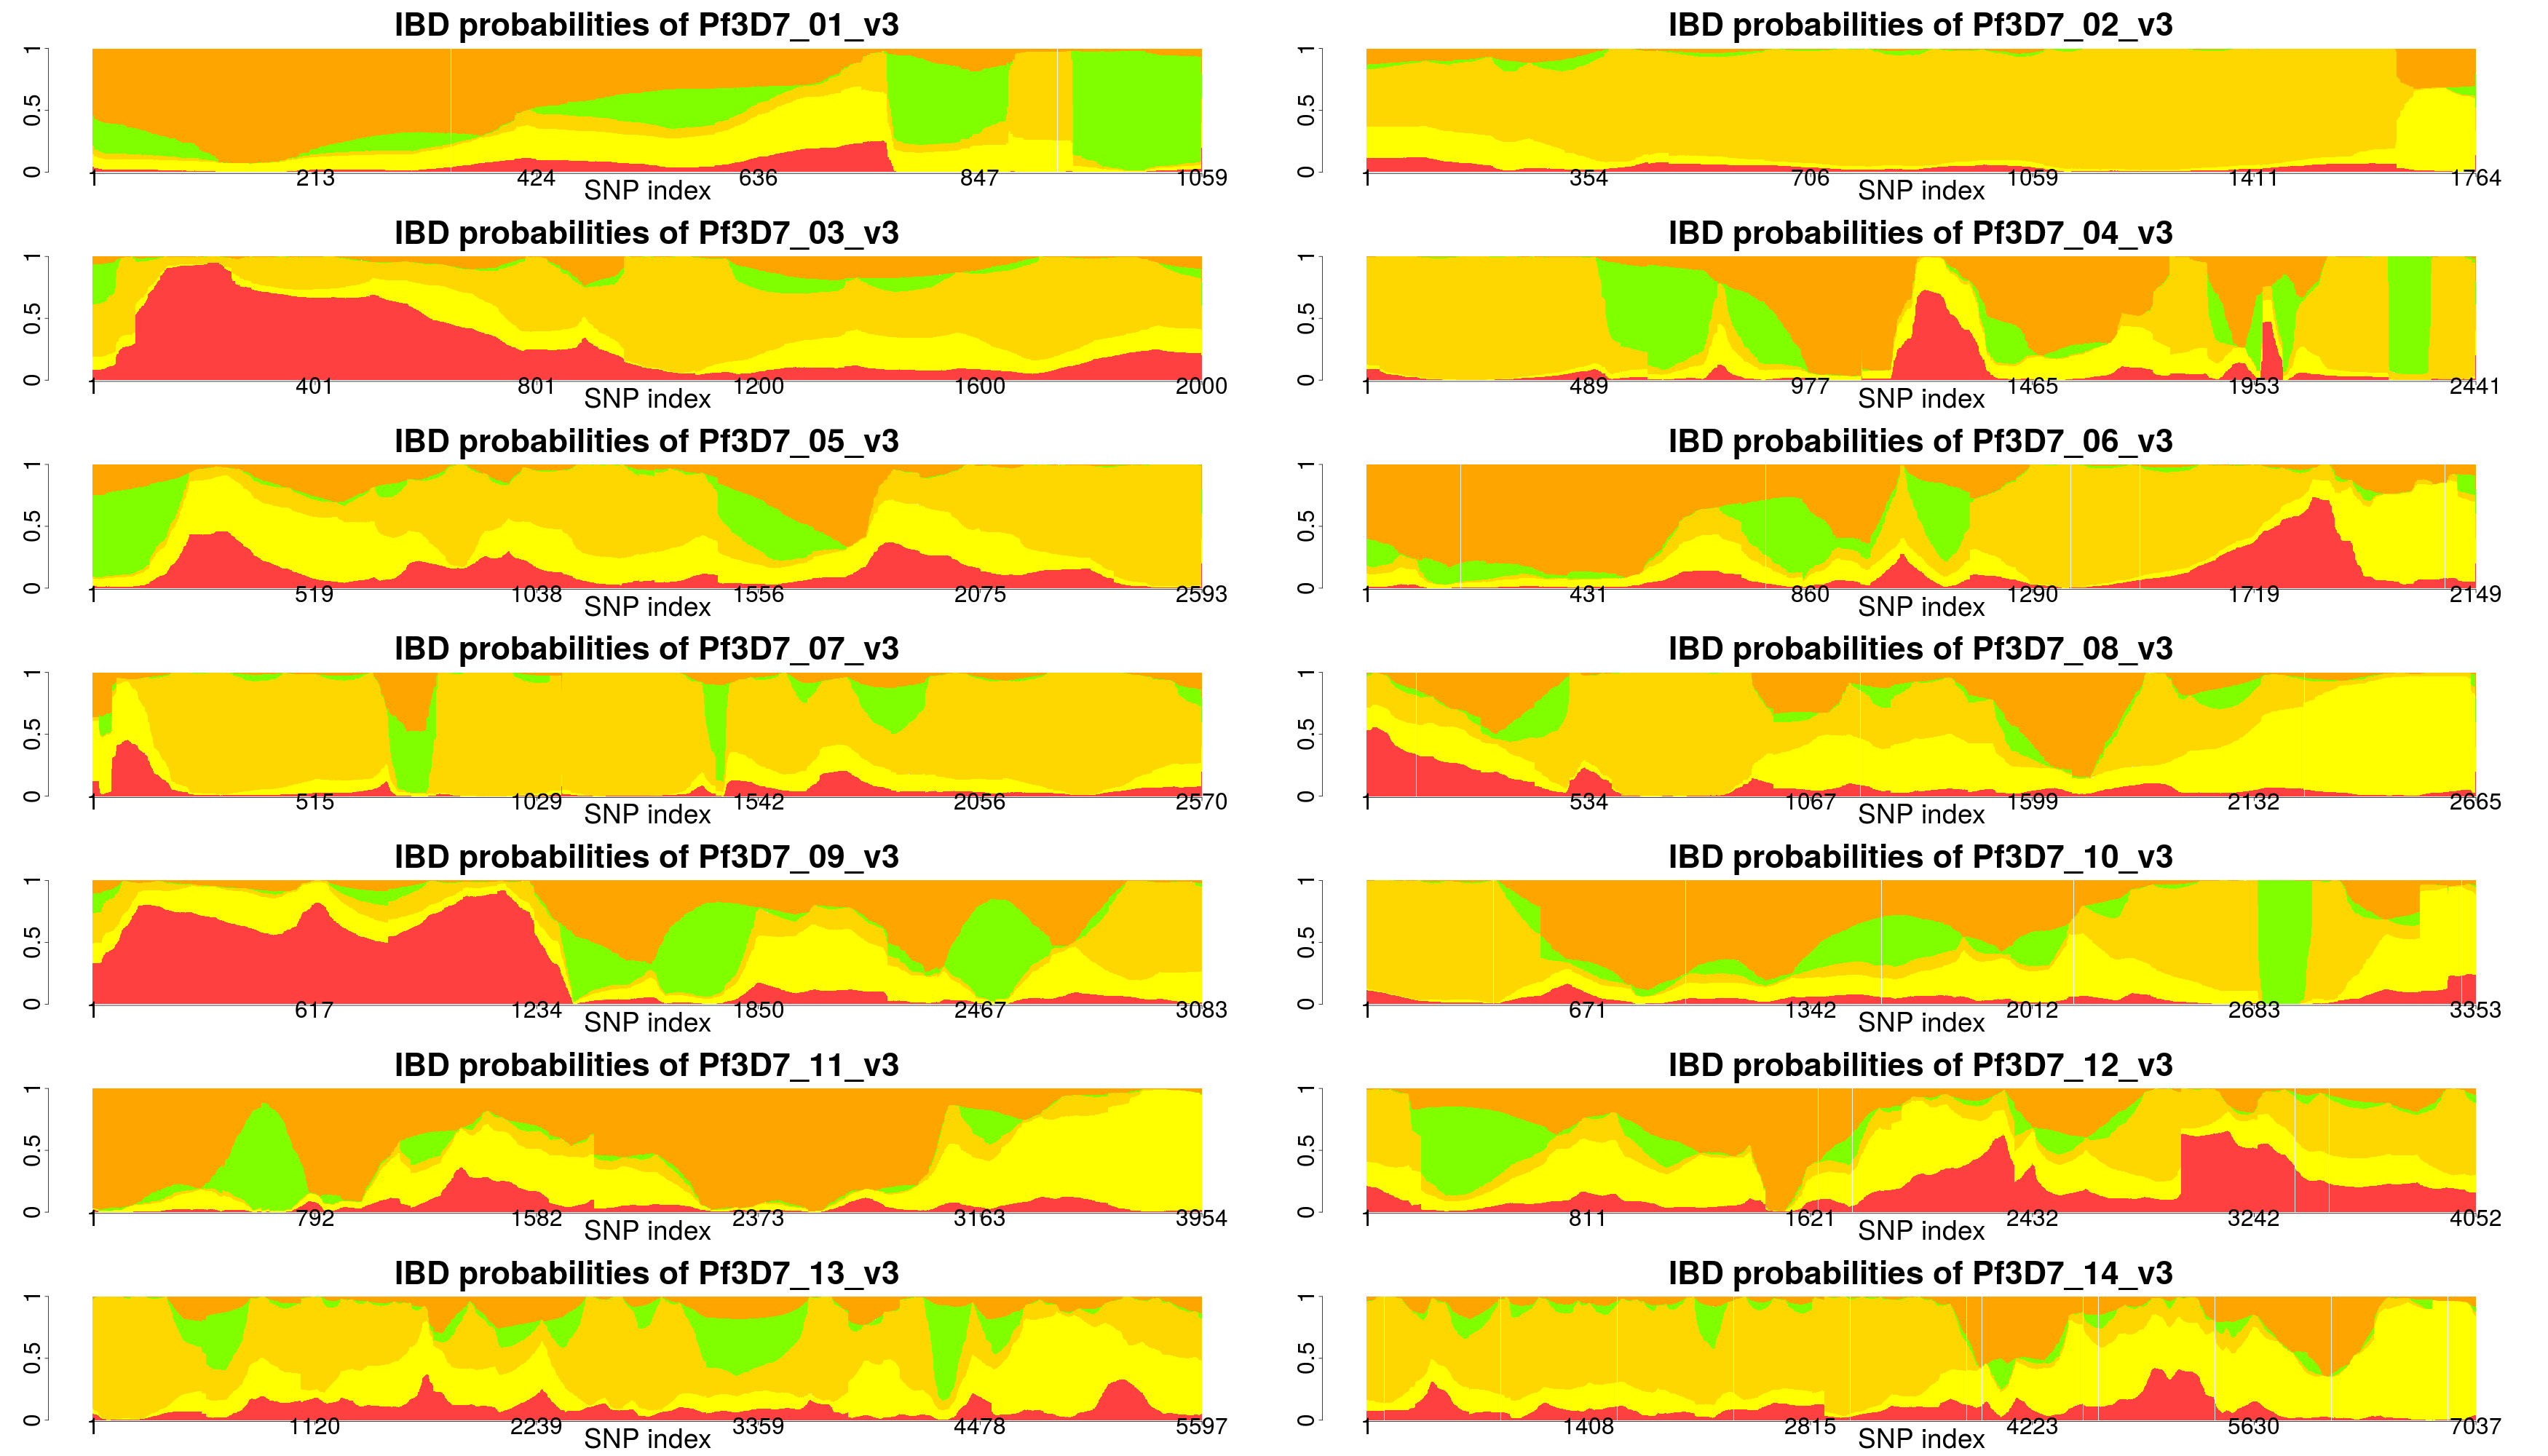 IBD probabilities of Pf3D7_01_v3
1
0.5
0
1 213 424 636 847 1059
SNP index
IBD probabilities of Pf3D7_02_v3
1
0.5
0
1 354 706 1059 1411 1764
SNP index
IBD probabilities of Pf3D7_03_v3
1
0.5
0
1 401 801 1200 1600 2000
SNP index
IBD probabilities of Pf3D7_04_v3
1
0.5
0
1 489 977 1465 1953 2441
SNP index
IBD probabilities of Pf3D7_05_v3
1
0.5
0
1 519 1038 1556 2075 2593
SNP index
IBD probabilities of Pf3D7_06_v3
1
0.5
0
1 431 860 1290 1719 2149
SNP index
IBD probabilities of Pf3D7_07_v3
1
0.5
0
1 515 1029 1542 2056 2570
SNP index
IBD probabilities of Pf3D7_08_v3
1
0.5
0
1 534 1067 1599 2132 2665
SNP index
IBD probabilities of Pf3D7_09_v3
1
0.5
0
1 617 1234 1850 2467 3083
SNP index
IBD probabilities of Pf3D7_10_v3
1
0.5
0
1 671 1342 2012 2683 3353
SNP index
IBD probabilities of Pf3D7_11_v3
1
0.5
0
1 792 1582 2373 3163 3954
SNP index
IBD probabilities of Pf3D7_12_v3
1
0.5
0
1 811 1621 2432 3242 4052
SNP index
IBD probabilities of Pf3D7_13_v3
1
0.5
0
1 1120 2239 3359 4478 5597
SNP index
IBD probabilities of Pf3D7_14_v3
1
0.5
0
1 1408 2815 4223 5630 7037
SNP index